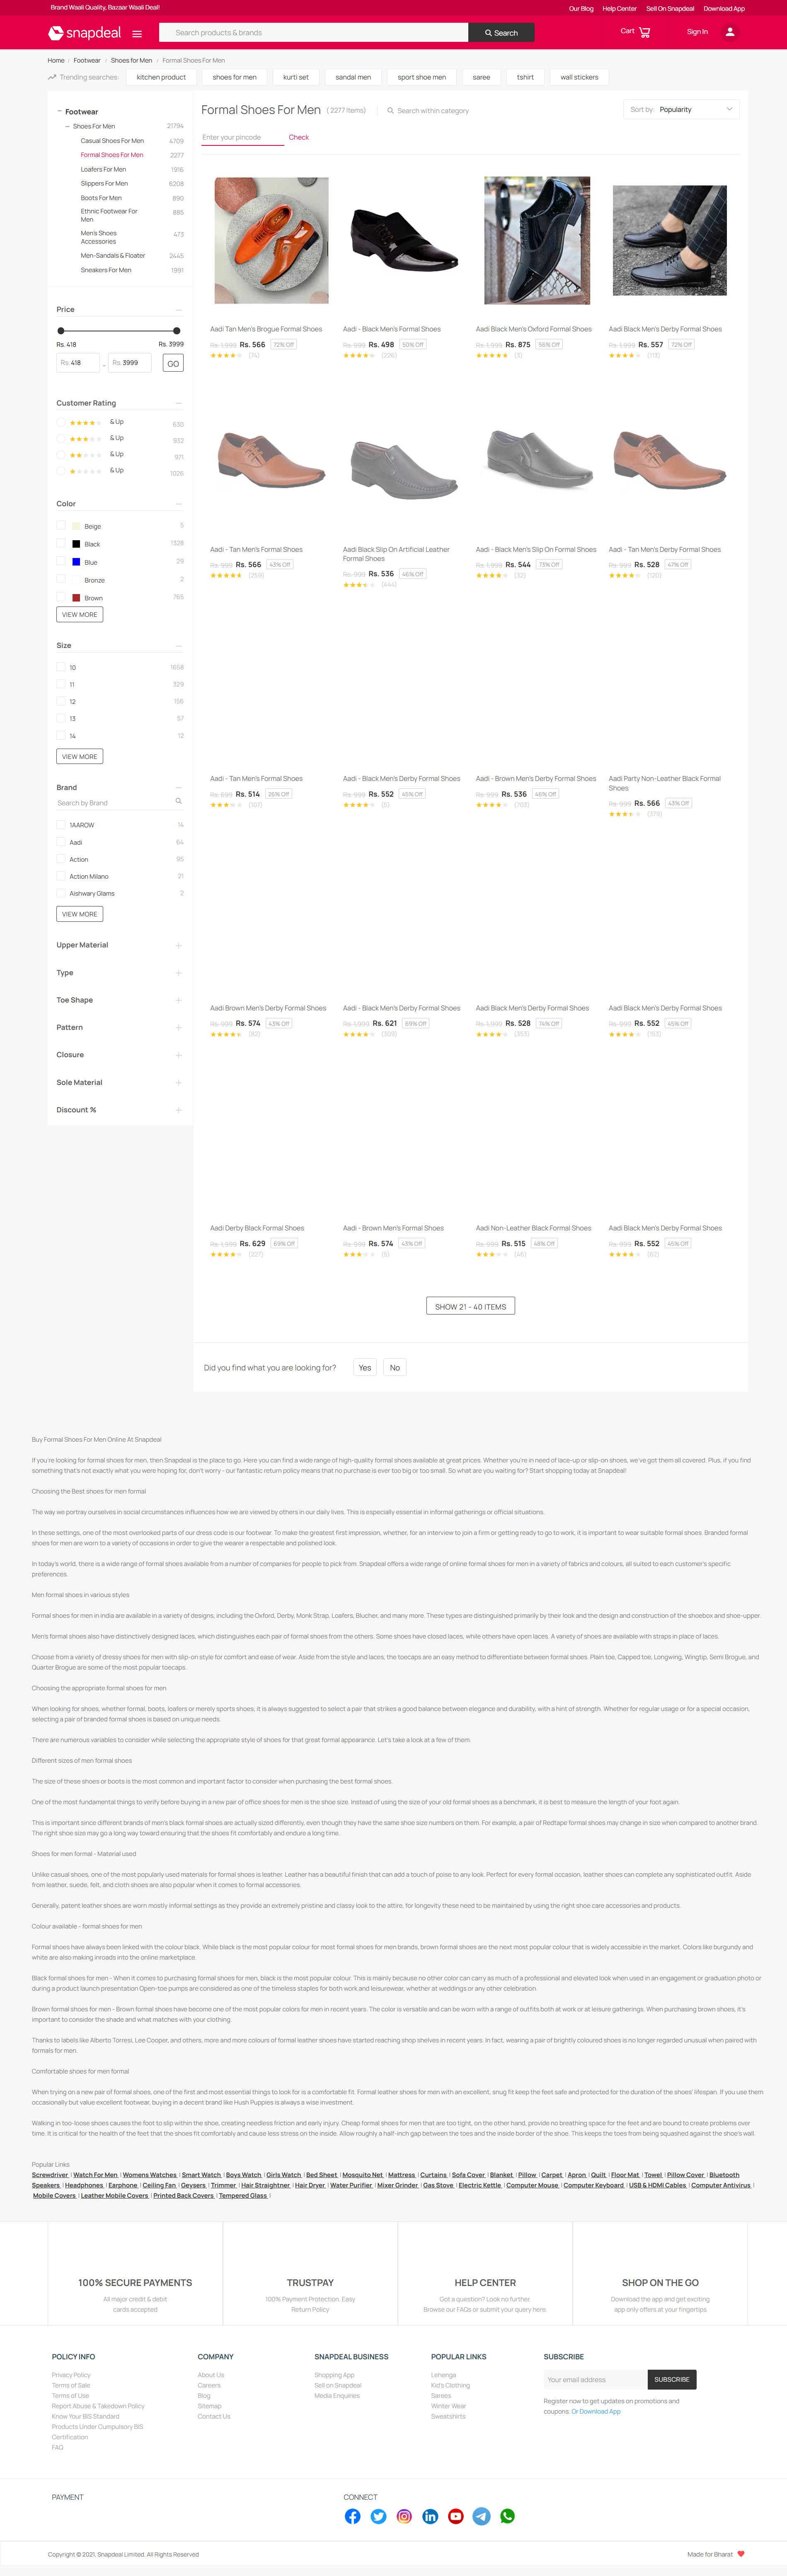 Brand Waali Quality, Bazaar Waali Deal!
Our Blog Help Center Sell On Snapdeal Download App
snapdeal Search products & brands Search Cart Sign In
Home / Footwear / Shoes for Men / Formal Shoes For Men
Trending searches: kitchen product shoes for men kurti set sandal men sport shoe men saree tshirt wall stickers
Footwear
Shoes For Men 21794
Casual Shoes For Men 4709
Formal Shoes For Men 2277
Loafers For Men 1916
Slippers For Men 6208
Boots For Men 890
Ethnic Footwear For
Men 885
Men's Shoes
Accessories 473
Men-Sandals & Floater 2445
Sneakers For Men 1991
Price
Rs. 418 Rs. 3999
Rs. 418 - Rs. 3999 GO
Customer Rating
& Up 630
& Up 932
& Up 971
& Up 1026
Color
Beige 5
Black 1328
Blue 29
Bronze 2
Brown 765
VIEW MORE
Size
10 1658
11 329
12 156
13 57
14 12
VIEW MORE
Brand
Search by Brand
1AAROW 14
Aadi 64
Action 95
Action Milano 21
Aishwary Glams 2
VIEW MORE
Upper Material
Type
Toe Shape
Pattern
Closure
Sole Material
Discount %
Formal Shoes For Men (2277 Items) Search within category Sort by: Popularity
Enter your pincode Check
Aadi Tan Men's Brogue Formal Shoes Aadi - Black Men's Formal Shoes Aadi Black Men's Oxford Formal Shoes Aadi Black Men's Derby Formal Shoes
Rs. 1,999 Rs. 566 72% Off Rs. 999 Rs. 498 50% Off Rs. 1,999 Rs. 875 56% Off Rs. 1,999 Rs. 557 72% Off
(74) (226) (3) (113)
Aadi - Tan Men's Formal Shoes Aadi Black Slip On Artificial Leather Aadi - Black Men's Slip On Formal Shoes Aadi - Tan Men's Derby Formal Shoes
Formal Shoes
Rs. 999 Rs. 566 43% Off Rs. 999 Rs. 536 46% Off Rs. 1,999 Rs. 544 73% Off Rs. 999 Rs. 528 47% Off
(259) (444) (32) (120)
Aadi - Tan Men's Formal Shoes Aadi - Black Men's Derby Formal Shoes Aadi - Brown Men's Derby Formal Shoes Aadi Party Non-Leather Black Formal
Shoes
Rs. 699 Rs. 514 26% Off Rs. 999 Rs. 552 45% Off Rs. 999 Rs. 536 46% Off Rs. 999 Rs. 566 43% Off
(107) (5) (703) (379)
Aadi Brown Men's Derby Formal Shoes Aadi - Black Men's Derby Formal Shoes Aadi Black Men's Derby Formal Shoes Aadi Black Men's Derby Formal Shoes
Rs. 999 Rs. 574 43% Off Rs. 1,999 Rs. 621 69% Off Rs. 1,999 Rs. 528 74% Off Rs. 999 Rs. 552 45% Off
(82) (309) (353) (153)
Aadi Derby Black Formal Shoes Aadi - Brown Men's Formal Shoes Aadi Non-Leather Black Formal Shoes Aadi Black Men's Derby Formal Shoes
Rs. 1,999 Rs. 629 69% Off Rs. 999 Rs. 574 43% Off Rs. 999 Rs. 515 48% Off Rs. 999 Rs. 552 45% Off
(227) (5) (46) (92)
SHOW 21 - 40 ITEMS
Did you find what you are looking for? Yes No
Buy Formal Shoes For Men Online At Snapdeal
If you're looking for formal shoes for men, then Snapdeal is the place to go. Here you can find a wide range of high-quality formal shoes available at great prices. Whether you're in need of lace-up or slip-on shoes, we've got them all covered. Plus, if you find
something that's not exactly what you were hoping for, don't worry - our fantastic return policy means that no purchase is ever too big or too small. So what are you waiting for? Start shopping today at Snapdeal!
Choosing the Best shoes for men formal
The way we portray ourselves in social circumstances influences how we are viewed by others in our daily lives. This is especially essential in informal gatherings or official situations.
In these settings, one of the most overlooked parts of our dress code is our footwear. To make the greatest first impression, whether, for an interview to join a firm or getting ready to go to work, it is important to wear suitable formal shoes. Branded formal
shoes for men are worn to a variety of occasions in order to give the wearer a respectable and polished look.
In today's world, there is a wide range of formal shoes available from a number of companies for people to pick from. Snapdeal offers a wide range of online formal shoes for men in a variety of fabrics and colours, all suited to each customer's specific
preferences.
Men formal shoes in various styles
Formal shoes for men in india are available in a variety of designs, including the Oxford, Derby, Monk Strap, Loafers, Blucher, and many more. These types are distinguished primarily by their look and the design and construction of the shoebox and shoe-upper.
Men's formal shoes also have distinctively designed laces, which distinguishes each pair of formal shoes from the others. Some shoes have closed laces, while others have open laces. A variety of shoes are available with straps in place of laces.
Choose from a variety of dressy shoes for men with slip-on style for comfort and ease of wear. Aside from the style and laces, the toecaps are an easy method to differentiate between formal shoes. Plain toe, Capped toe, Longwing, Wingtip, Semi Brogue, and
Quarter Brogue are some of the most popular toecaps.
Choosing the appropriate formal shoes for men
When looking for shoes, whether formal, boots, loafers or merely sports shoes, it is always suggested to select a pair that strikes a good balance between elegance and durability, with a hint of strength. Whether for regular usage or for a special occasion,
selecting a pair of branded formal shoes is based on unique needs.
There are numerous variables to consider while selecting the appropriate style of shoes for that great formal appearance. Let's take a look at a few of them.
Different sizes of men formal shoes
The size of these shoes or boots is the most common and important factor to consider when purchasing the best formal shoes.
One of the most fundamental things to verify before buying in a new pair of office shoes for men is the shoe size. Instead of using the size of your old formal shoes as a benchmark, it is best to measure the length of your foot again.
This is important since different brands of men's black formal shoes are actually sized differently, even though they have the same shoe size numbers on them. For example, a pair of Redtape formal shoes may change in size when compared to another brand.
The right shoe size may go a long way toward ensuring that the shoes fit comfortably and endure a long time.
Shoes for men formal - Material used
Unlike casual shoes, one of the most popularly used materials for formal shoes is leather. Leather has a beautiful finish that can add a touch of poise to any look. Perfect for every formal occasion, leather shoes can complete any sophisticated outfit. Aside
from leather, suede, felt, and cloth shoes are also popular when it comes to formal accessories.
Generally, patent leather shoes are worn mostly informal settings as they provide an extremely pristine and classy look to the attire, for longevity these need to be maintained by using the right shoe care accessories and products.
Colour available - formal shoes for men
Formal shoes have always been linked with the colour black. While black is the most popular colour for most formal shoes for men brands, brown formal shoes are the next most popular colour that is widely accessible in the market. Colors like burgundy and
white are also making inroads into the online marketplace.
Black formal shoes for men - When it comes to purchasing formal shoes for men, black is the most popular colour. This is mainly because no other colour can carry as much of a professional and elevated look when used in an engagement or graduation photo or
during a product launch presentation Open-toe pumps are considered as one of the timeless staples for both work and leisurewear, whether at weddings or any other celebration.
Brown formal shoes for men - Brown formal shoes have become one of the most popular colors for men in recent years. The color is versatile and can be worn with a range of outfits both at work or at leisure gatherings. When purchasing brown shoes, it's
important to consider the shade and what matches with your clothing.
Thanks to labels like Alberto Torresi, Lee Cooper, and others, more and more colours of formal leather shoes have started reaching shop shelves in recent years. In fact, wearing a pair of brightly coloured shoes is no longer regarded unusual when paired with
formals for men.
Comfortable shoes for men formal
When trying on a new pair of formal shoes, one of the first and most essential things to look for is a comfortable fit. Formal leather shoes for men with an excellent, snug fit keep the feet safe and protected for the duration of the shoes' lifespan. If you use them
occasionally but value excellent footwear, buying in a decent brand like Hush Puppies is always a wise investment.
Walking in too-loose shoes causes the foot to slip within the shoe, creating needless friction and early injury. Cheap formal shoes for men that are too tight, on the other hand, provide no breathing space for the feet and are bound to create problems over
time. It is critical for the health of the feet that the shoes fit comfortably and cause less stress on the inside. Allow roughly a half-inch gap between the toes and the inside border of the shoe. This keeps the toes from being squashed against the shoe's wall.
Popular Links
Screwdriver | Watch For Men | Womens Watches | Smart Watch | Boys Watch | Girls Watch | Bed Sheet | Mosquito Net | Mattress | Curtains | Sofa Cover | Blanket | Pillow | Carpet | Apron | Quilt | Floor Mat | Towel | Pillow Cover | Bluetooth
Speakers | Headphones | Earphone | Ceiling Fan | Geysers | Trimmer | Hair Straightner | Hair Dryer | Water Purifier | Mixer Grinder | Gas Stove | Electric Kettle | Computer Mouse | Computer Keyboard | USB & HDMI Cables | Computer Antivirus |
Mobile Covers | Leather Mobile Covers | Printed Back Covers | Tempered Glass |
100% SECURE PAYMENTS TRUSTPAY HELP CENTER SHOP ON THE GO
All major credit & debit 100% Payment Protection. Easy Got a question? Look no further. Download the app and get exciting
cards accepted Return Policy Browse our FAQs or submit your query here. app only offers at your fingertips
POLICY INFO COMPANY SNAPDEAL BUSINESS POPULAR LINKS SUBSCRIBE
Privacy Policy About Us Shopping App Lehenga Your email address SUBSCRIBE
Terms of Sale Careers Sell on Snapdeal Kid's Clothing
Terms of Use Blog Media Enquiries Sarees Register now to get updates on promotions and
Report Abuse & Takedown Policy Sitemap Winter Wear coupons. Or Download App
Know Your BIS Standard Contact Us Sweatshirts
Products Under Compulsory BIS
Certification
FAQ
PAYMENT CONNECT
Copyright © 2021, Snapdeal Limited. All Rights Reserved Made for Bharat